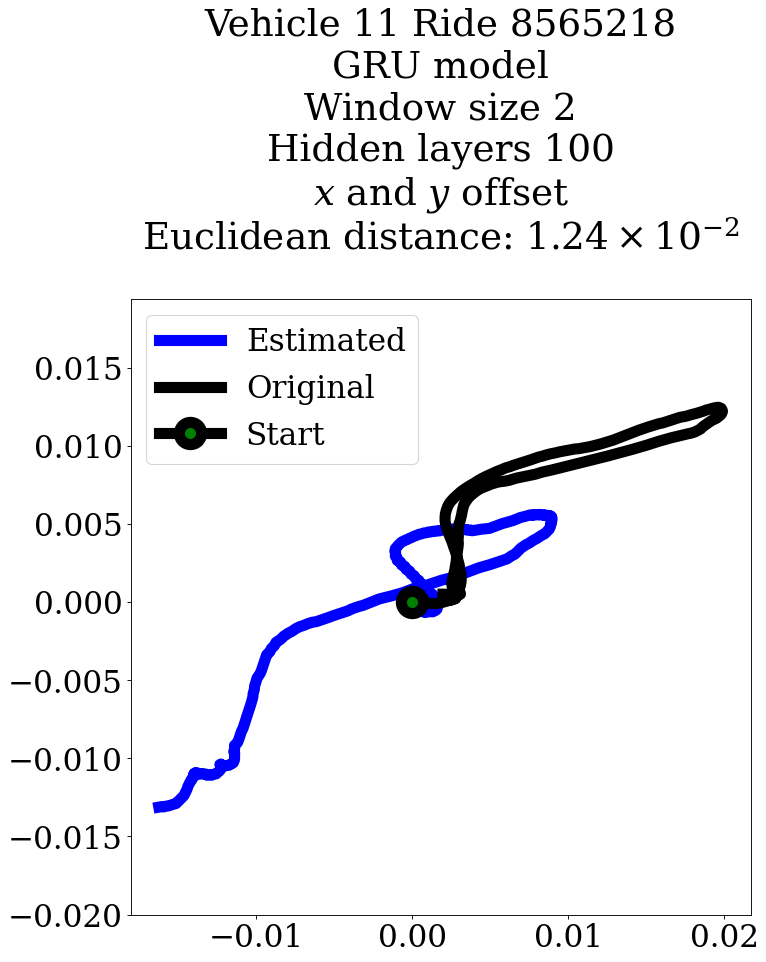 Vehicle 11 Ride 8565218
GRU model
Window size 2
Hidden layers 100
x and y offset
Euclidean distance: 1.24 × 10⁻²
Estimated
Original
Start
0.015
0.010
0.005
0.000
−0.005
−0.010
−0.015
−0.020
−0.01 0.00 0.01 0.02